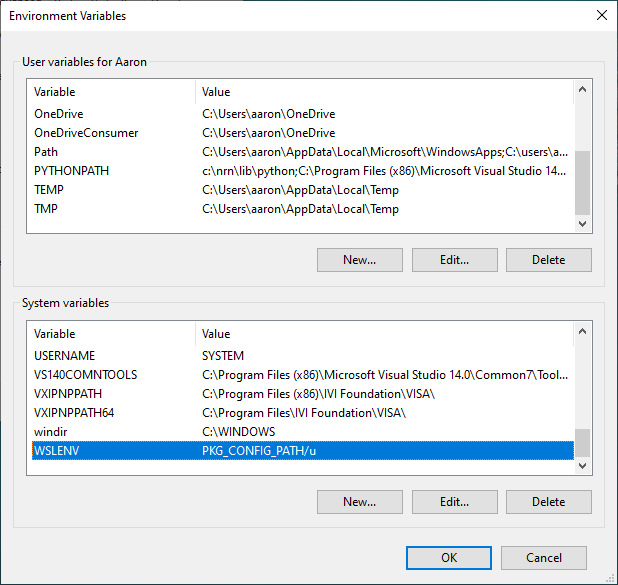 Environment Variables
User variables for Aaron
Variable Value
OneDrive C:\Users\aaron\OneDrive
OneDriveConsumer C:\Users\aaron\OneDrive
Path C:\Users\aaron\AppData\Local\Microsoft\WindowsApps;C:\users\a...
PYTHONPATH c:\nrn\lib\python;C:\Program Files (x86)\Microsoft Visual Studio 14...
TEMP C:\Users\aaron\AppData\Local\Temp
TMP C:\Users\aaron\AppData\Local\Temp
New... Edit... Delete
System variables
Variable Value
USERNAME SYSTEM
VS140COMNTOOLS C:\Program Files (x86)\Microsoft Visual Studio 14.0\Common7\Tool...
VXIPNPPATH C:\Program Files (x86)\IVI Foundation\VISA\
VXIPNPPATH64 C:\Program Files\IVI Foundation\VISA\
windir C:\WINDOWS
WSLENV PKG_CONFIG_PATH/u
New... Edit... Delete
OK Cancel